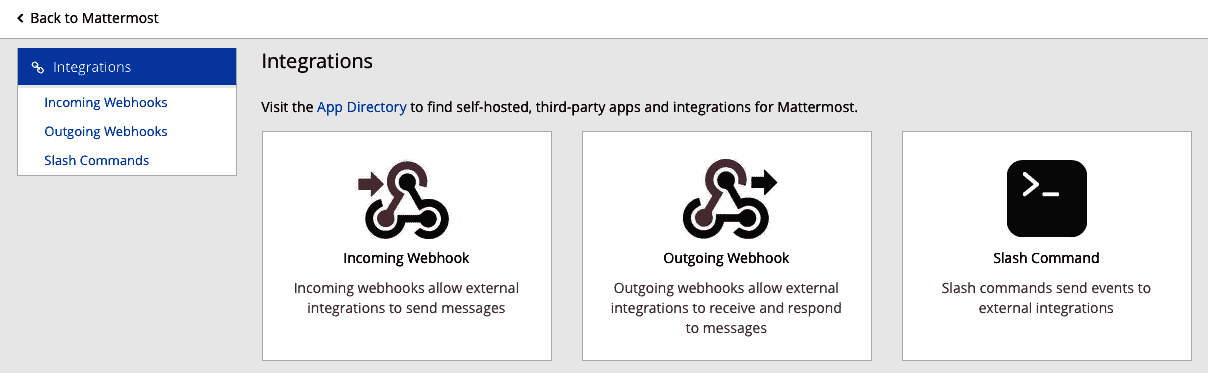 Back to Mattermost
Integrations
Incoming Webhooks
Outgoing Webhooks
Slash Commands
Integrations
Visit the App Directory to find self-hosted, third-party apps and integrations for Mattermost.
Incoming Webhook
Incoming webhooks allow external
integrations to send messages
Outgoing Webhook
Outgoing webhooks allow external
integrations to receive and respond
to messages
Slash Command
Slash commands send events to
external integrations